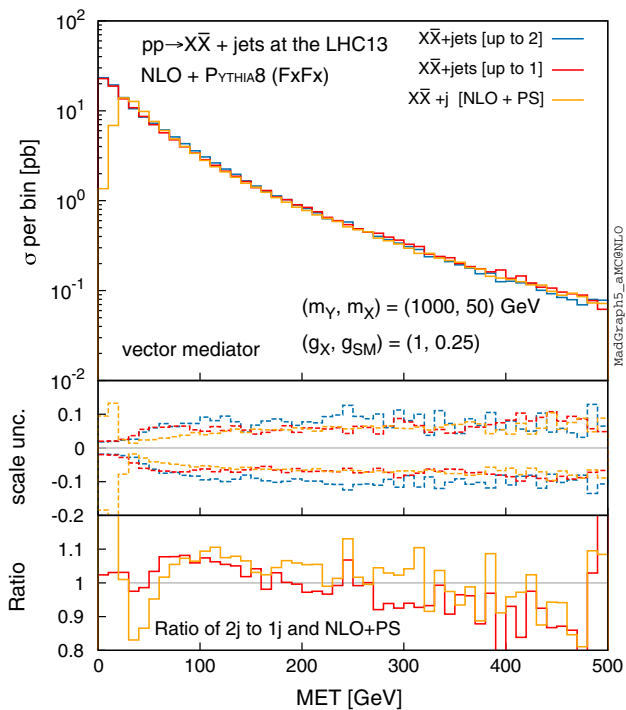 pp→XX̅ + jets at the LHC13
NLO + PYTHIA8 (FxFx)
XX̅+jets [up to 2]
XX̅+jets [up to 1]
XX̅ +j [NLO + PS]
σ per bin [pb]
10²
10¹
10⁰
10⁻¹
10⁻²
(m_Y, m_X) = (1000, 50) GeV
vector mediator
(g_X, g_SM) = (1, 0.25)
MadGraph5_aMC@NLO
scale unc.
0.1
0
-0.1
-0.2
Ratio
1.1
1
0.9
0.8
Ratio of 2j to 1j and NLO+PS
0 100 200 300 400 500
MET [GeV]